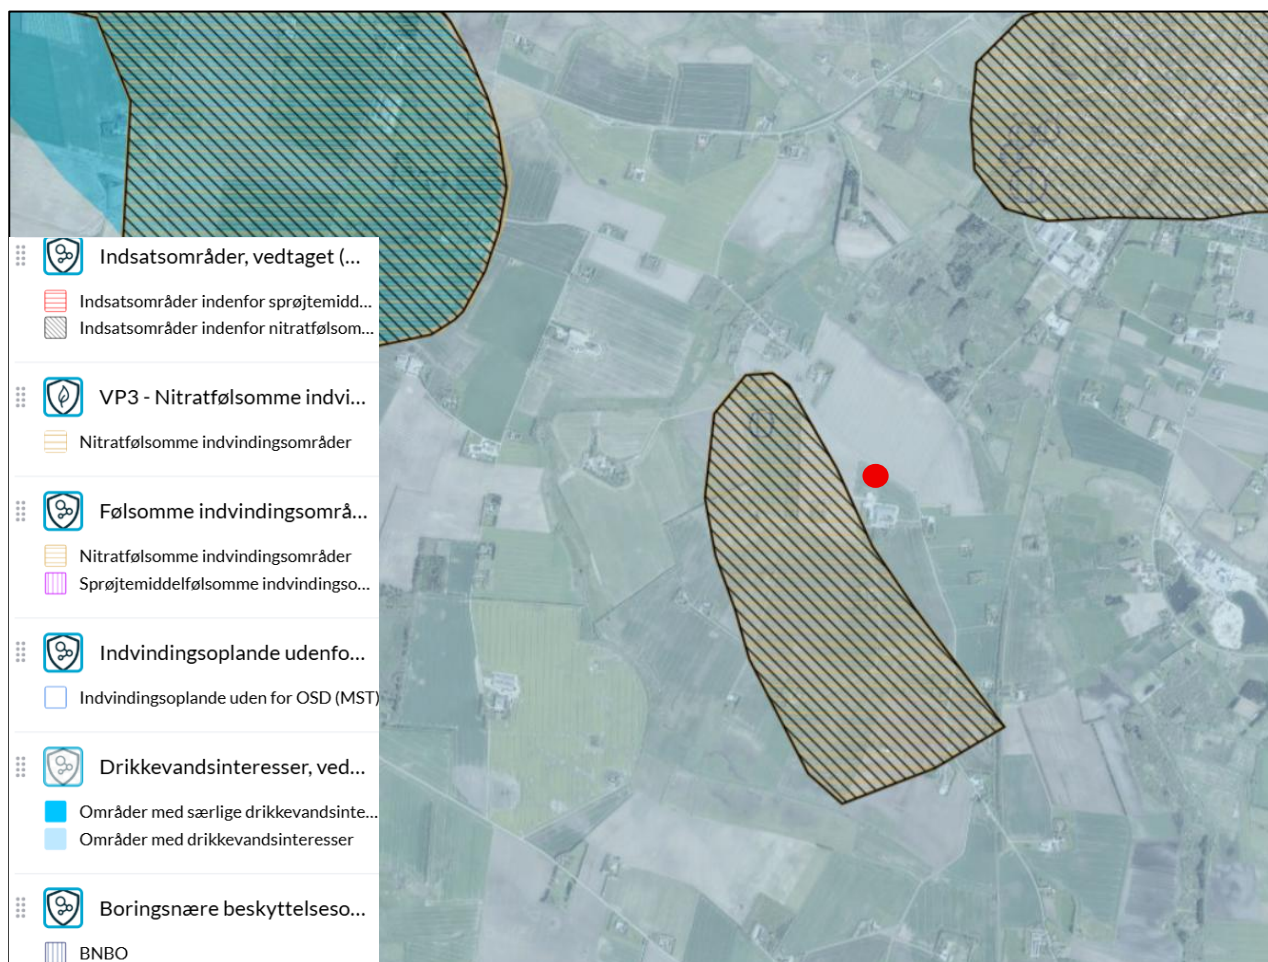 Indsatsområder, vedtaget (...
Indsatsområder indenfor sprøjtemidd...
Indsatsområder indenfor nitratfølsom...
VP3 - Nitratfølsomme indvi...
Nitratfølsomme indvindingsområder
Følsomme indvindingsområ...
Nitratfølsomme indvindingsområder
Sprøjtemiddelfølsomme indvindingso...
Indvindingsoplande udenfo...
Indvindingsoplande uden for OSD (MST)
Drikkevandsinteresser, ved...
Områder med særlige drikkevandsinte...
Områder med drikkevandsinteresser
Boringsnære beskyttelseso...
BNBO